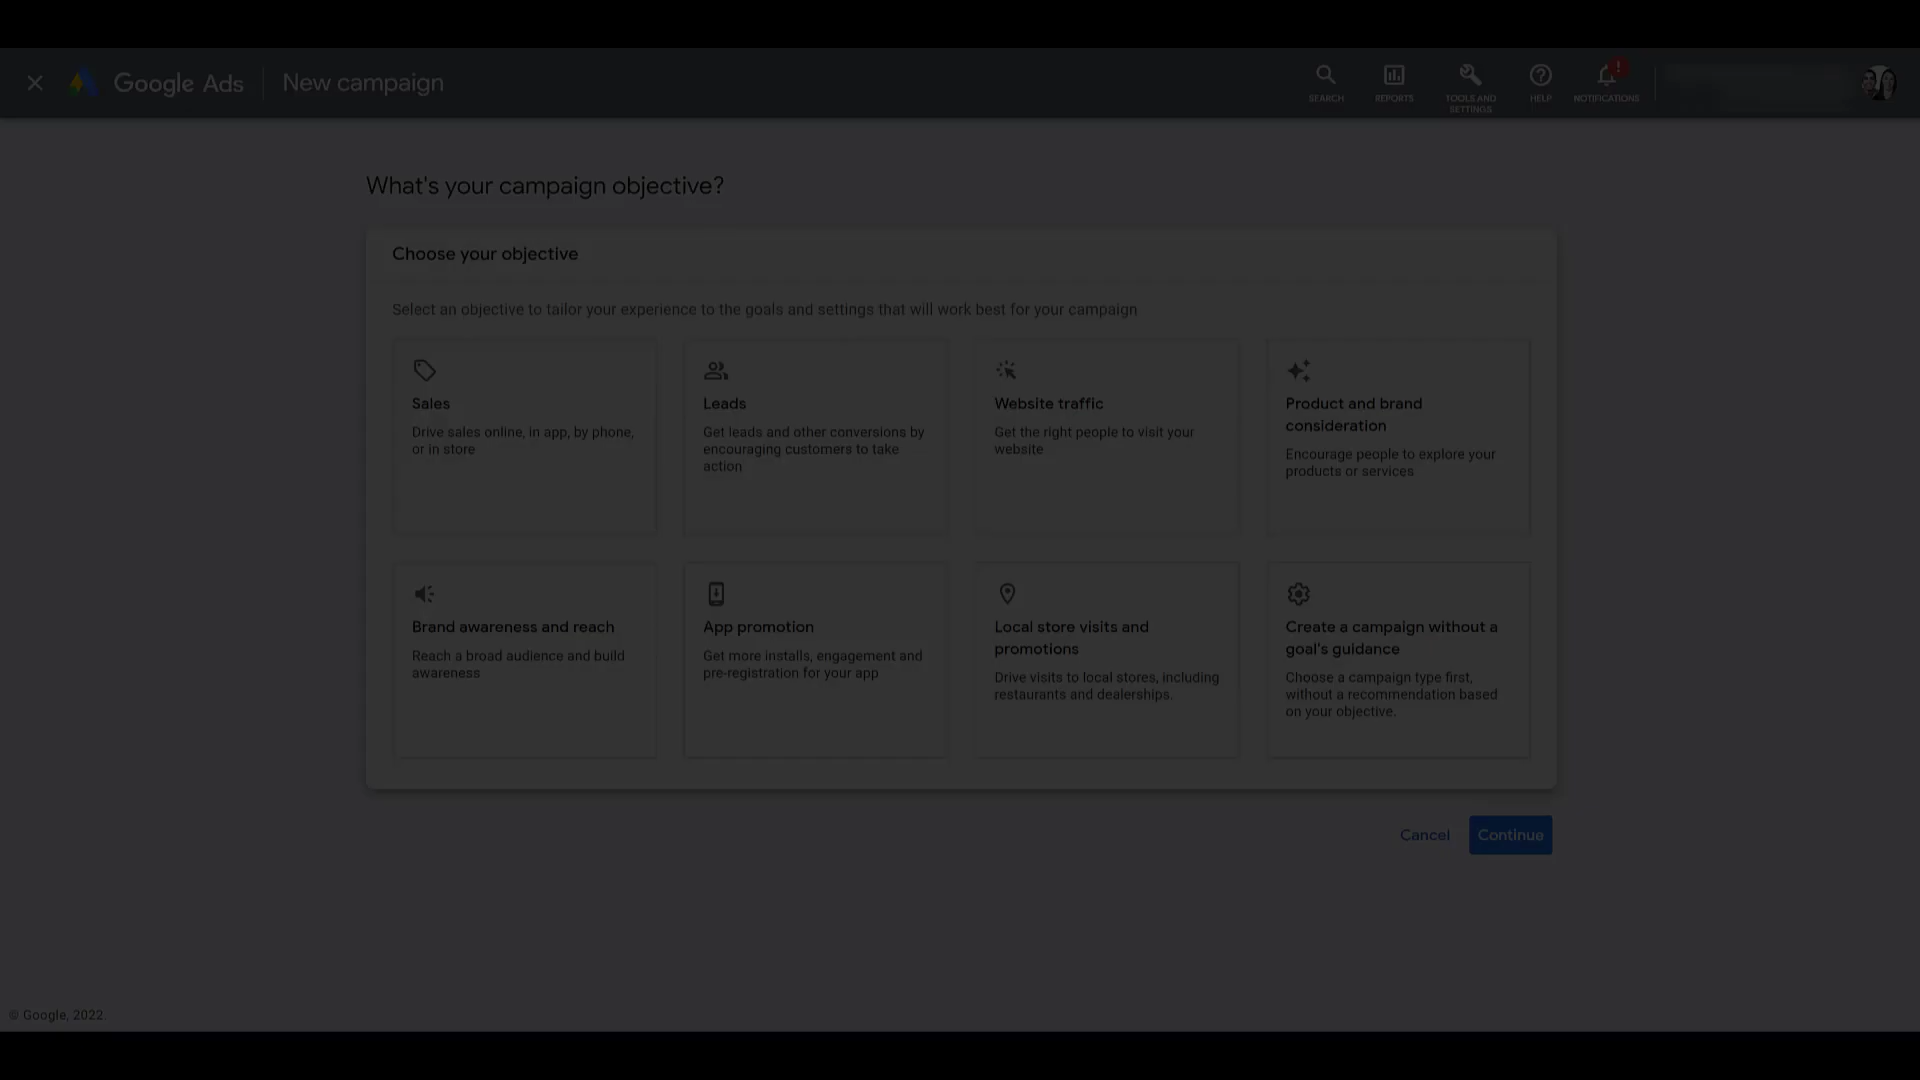 Google Ads
New campaign
SEARCH
REPORTS
TOOLS AND
SETTINGS
HELP
NOTIFICATIONS
!
What's your campaign objective?
Choose your objective
Select an objective to tailor your experience to the goals and settings that will work best for your campaign
Sales
Drive sales online, in app, by phone,
or in store
Leads
Get leads and other conversions by
encouraging customers to take
action
Website traffic
Get the right people to visit your
website
Product and brand
consideration
Encourage people to explore your
products or services
Brand awareness and reach
Reach a broad audience and build
awareness
App promotion
Get more installs, engagement and
pre-registration for your app
Local store visits and
promotions
Drive visits to local stores, including
restaurants and dealerships.
Create a campaign without a
goal's guidance
Choose a campaign type first,
without a recommendation based
on your objective.
Cancel
Continue
© Google, 2022.